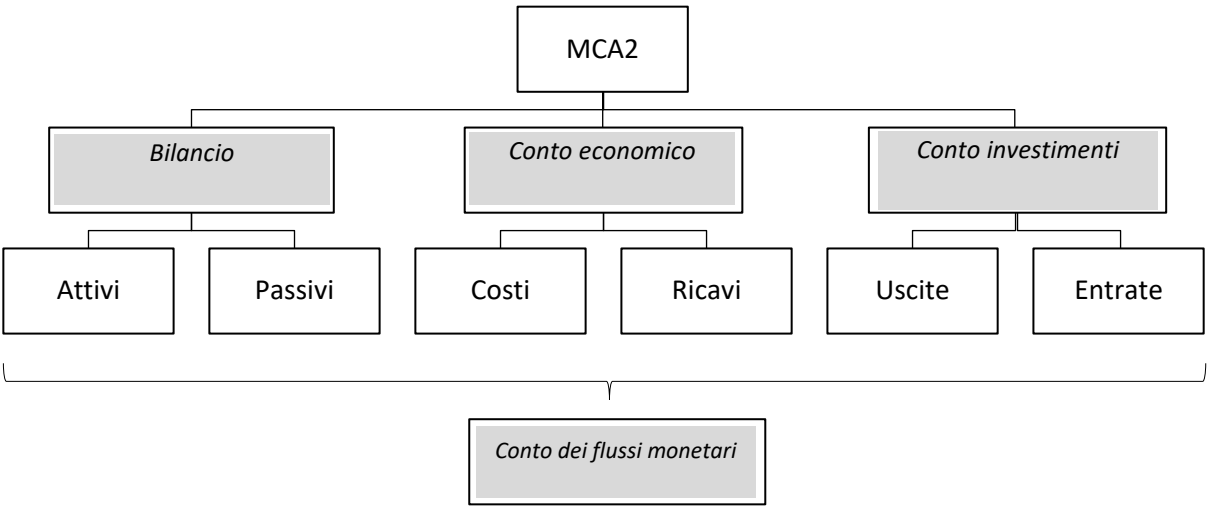 MCA2
Bilancio
Conto economico
Conto investimenti
Attivi
Passivi
Costi
Ricavi
Uscite
Entrate
Conto dei flussi monetari